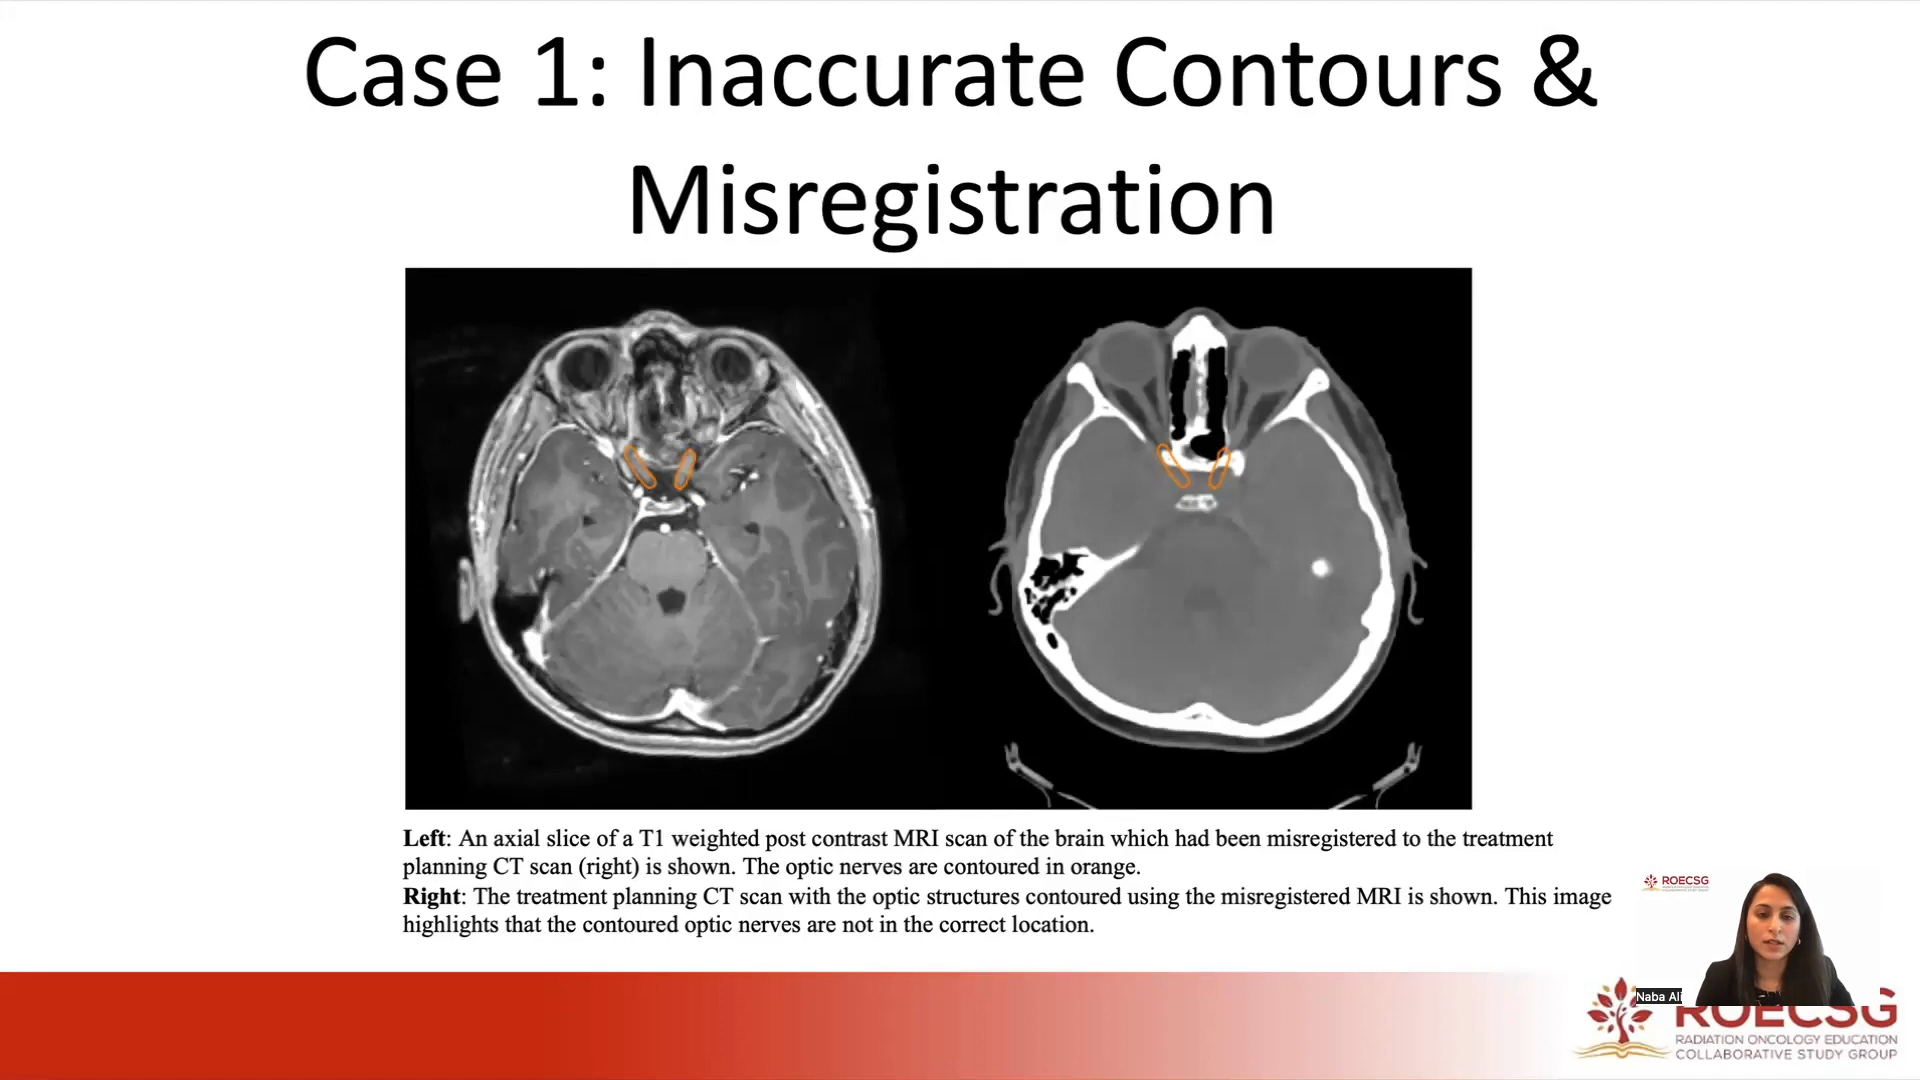 Case 1: Inaccurate Contours &
Misregistration
Left: An axial slice of a T1 weighted post contrast MRI scan of the brain which had been misregistered to the treatment
planning CT scan (right) is shown. The optic nerves are contoured in orange.
Right: The treatment planning CT scan with the optic structures contoured using the misregistered MRI is shown. This image
highlights that the contoured optic nerves are not in the correct location.
ROECSG
Naba Ali
ROECSG
RADIATION ONCOLOGY EDUCATION
COLLABORATIVE STUDY GROUP